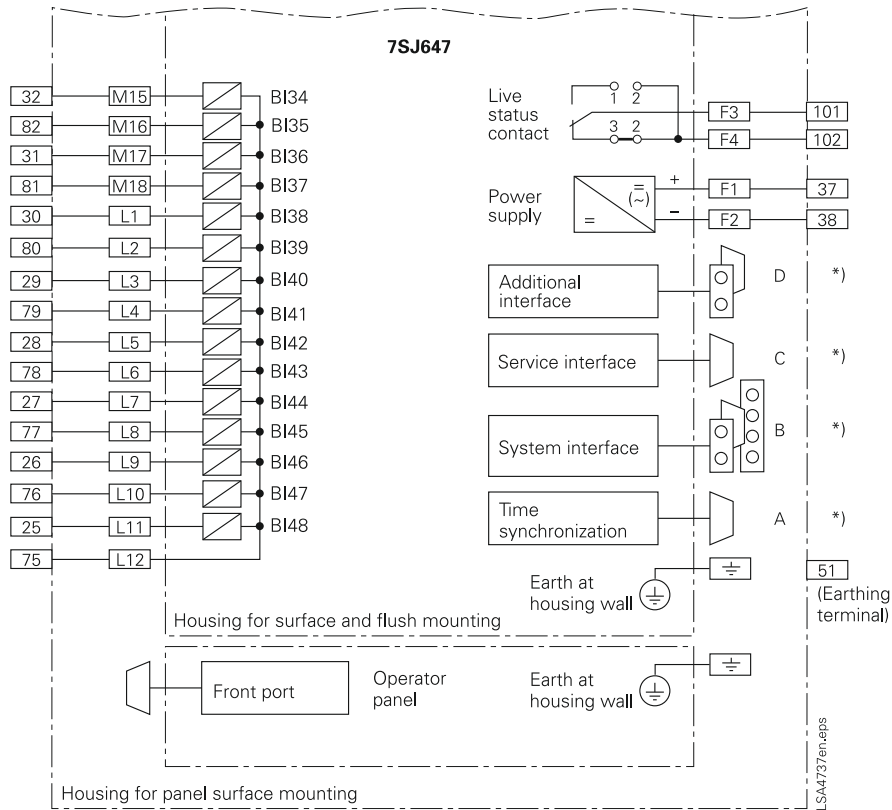 7SJ647
32 M15 BI34
82 M16 BI35
31 M17 BI36
81 M18 BI37
30 L1 BI38
80 L2 BI39
29 L3 BI40
79 L4 BI41
28 L5 BI42
78 L6 BI43
27 L7 BI44
77 L8 BI45
26 L9 BI46
76 L10 BI47
25 L11 BI48
75 L12
Live
status
contact
1 2
3 2
F3 101
F4 102
Power
supply
=
(~)
=
+ F1 37
– F2 38
Additional
interface
D *)
Service interface
C *)
System interface
B *)
Time
synchronization
A *)
Earth at
housing wall
51
(Earthing
terminal)
Housing for surface and flush mounting
Front port
Operator
panel
Earth at
housing wall
Housing for panel surface mounting
LSA4737en.eps